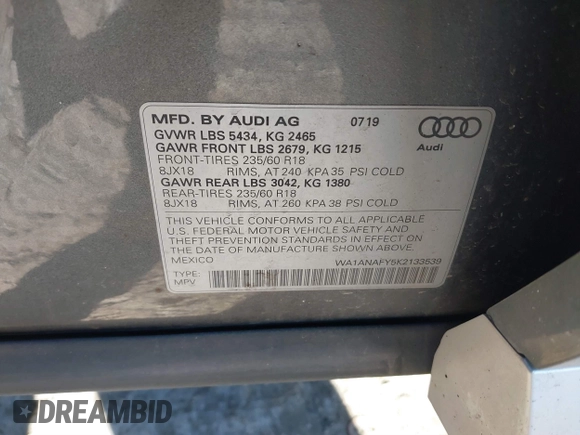 MFD. BY AUDI AG 07 19
GVWR LBS 5434, KG 2465
GAWR FRONT LBS 2679, KG 1215
FRONT-TIRES 235/60 R18
8JX18 RIMS, AT 240 KPA 35 PSI COLD
GAWR REAR LBS 3042, KG 1380
REAR-TIRES 235/60 R18
8JX18 RIMS, AT 260 KPA 38 PSI COLD
THIS VEHICLE CONFORMS TO ALL APPLICABLE
U.S. FEDERAL MOTOR VEHICLE SAFETY AND
THEFT PREVENTION STANDARDS IN EFFECT ON
THE DATE OF MANUFACTURE SHOWN ABOVE.
MEXICO WA1ANAFY5K2133539
TYPE:
MPV
Audi
DREAMBID